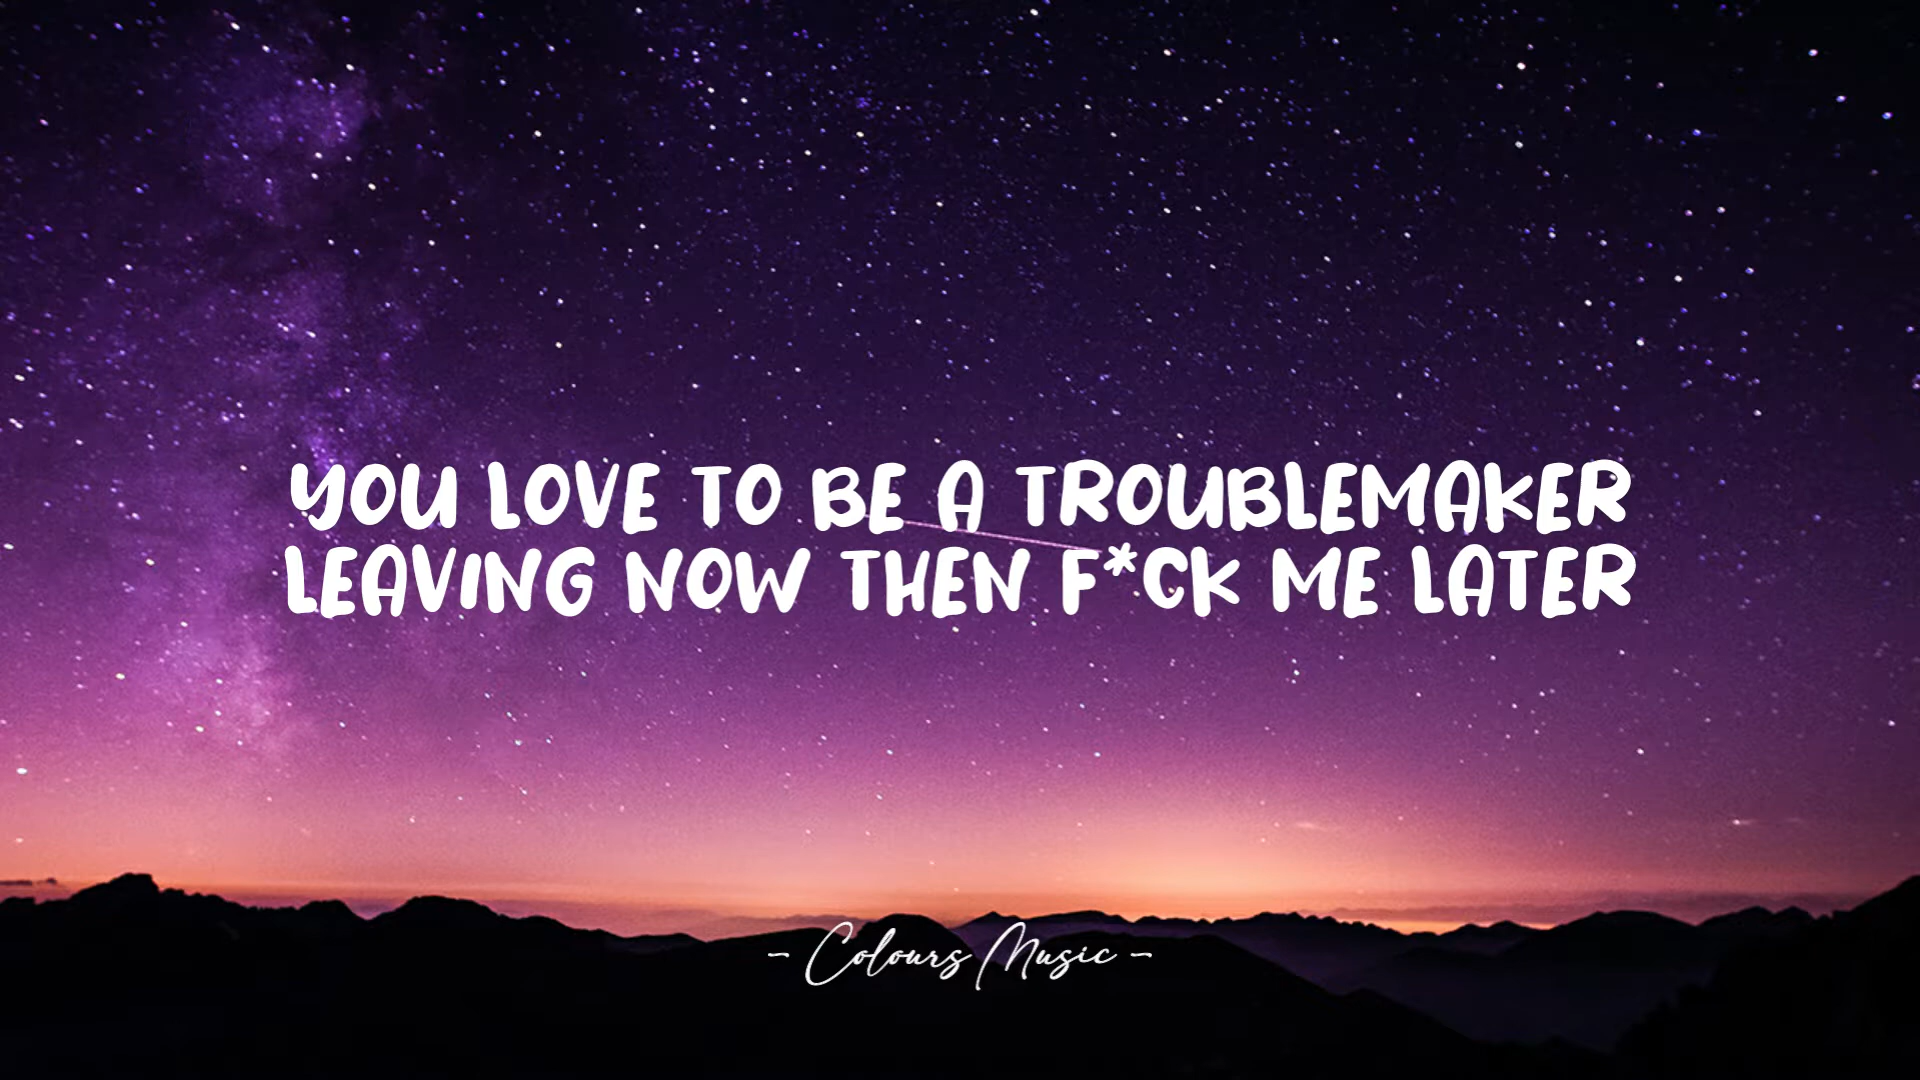 YOU LOVE TO BE A TROUBLEMAKER
LEAVING NOW THEN F*CK ME LATER
- Colours Music -